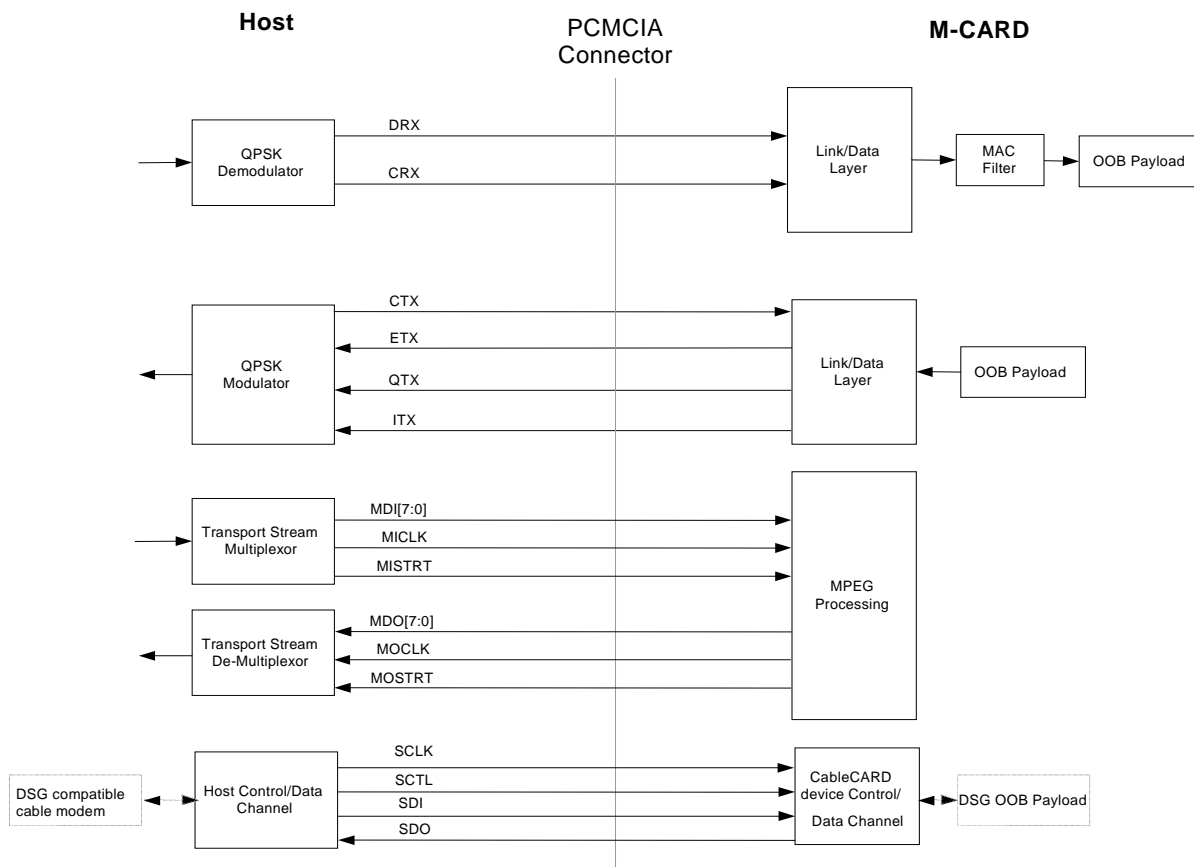 Host
PCMCIA
Connector
M-CARD
QPSK
Demodulator
DRX
CRX
Link/Data
Layer
MAC
Filter
OOB Payload
QPSK
Modulator
CTX
ETX
QTX
ITX
Link/Data
Layer
OOB Payload
Transport Stream
Multiplexor
MDI[7:0]
MICLK
MISTRT
MPEG
Processing
Transport Stream
De-Multiplexor
MDO[7:0]
MOCLK
MOSTRT
DSG compatible
cable modem
Host Control/Data
Channel
SCLK
SCTL
SDI
SDO
CableCARD
device Control/
Data Channel
DSG OOB Payload